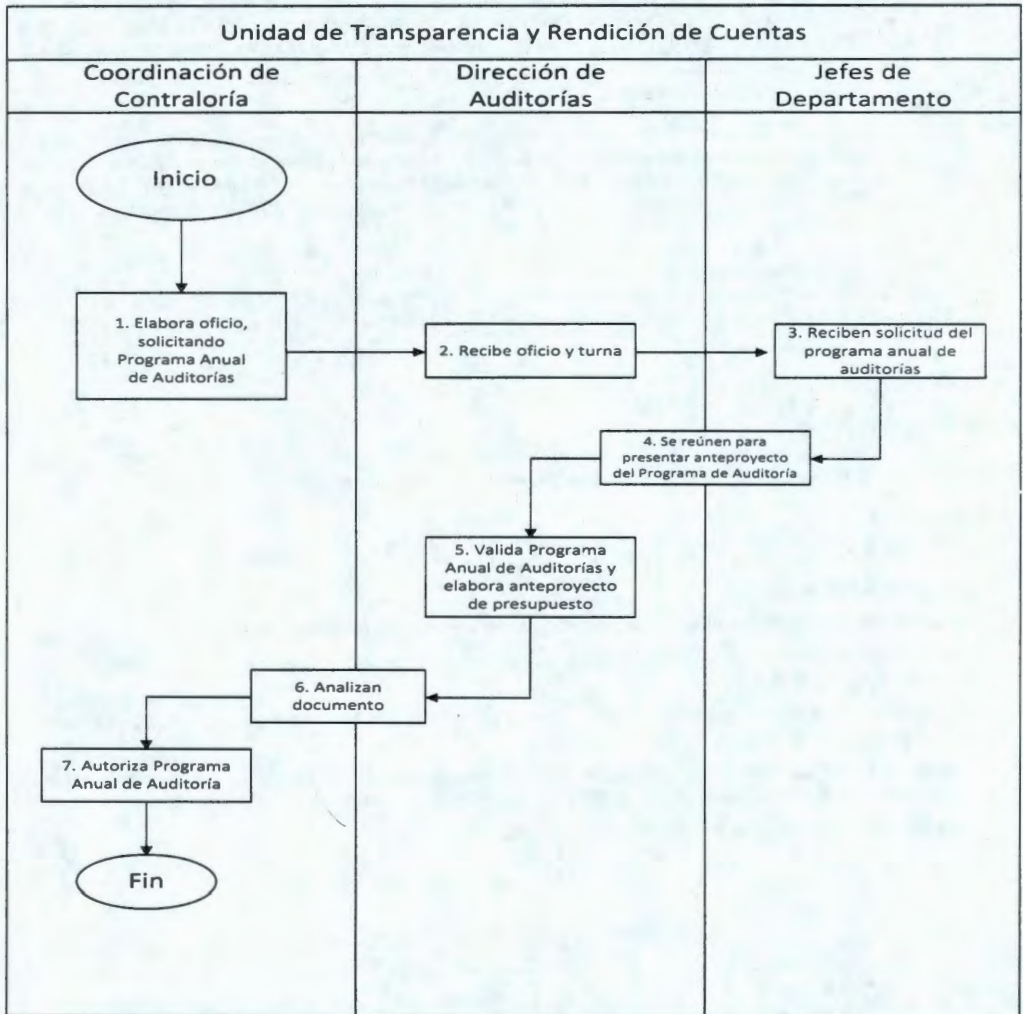 Unidad de Transparencia y Rendición de Cuentas
Coordinación de
Contraloría
Dirección de
Auditorías
Jefes de
Departamento
Inicio
1. Elabora oficio,
solicitando
Programa Anual
de Auditorías
2. Recibe oficio y turna
3. Reciben solicitud del
programa anual de
auditorías
4. Se reúnen para
presentar anteproyecto
del Programa de Auditoría
5. Valida Programa
Anual de Auditorías y
elabora anteproyecto
de presupuesto
6. Analizan
documento
7. Autoriza Programa
Anual de Auditoría
Fin